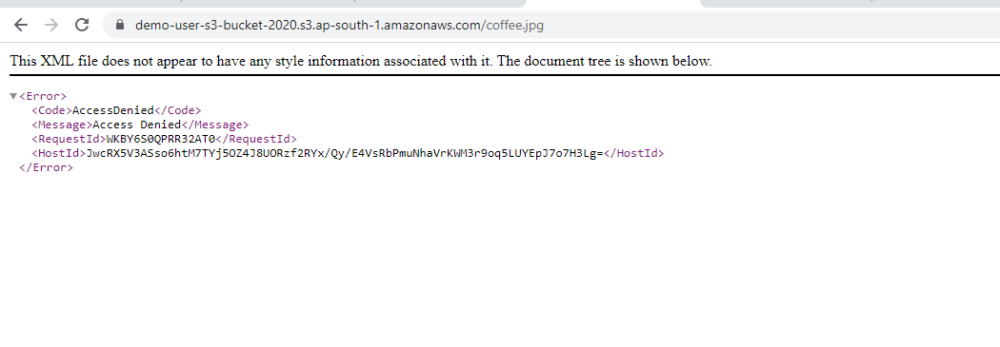 demo-user-s3-bucket-2020.s3.ap-south-1.amazonaws.com/coffee.jpg
This XML file does not appear to have any style information associated with it. The document tree is shown below.
▼<Error>
<Code>AccessDenied</Code>
<Message>Access Denied</Message>
<RequestId>WKBY6S0QPRR32AT0</RequestId>
<HostId>JwcRX5V3ASso6htM7TYj5OZ4J8UORzf2RYx/Qy/E4VsRbPmuNhaVrKWM3r9oq5LUYEpJ7o7H3Lg=</HostId>
</Error>